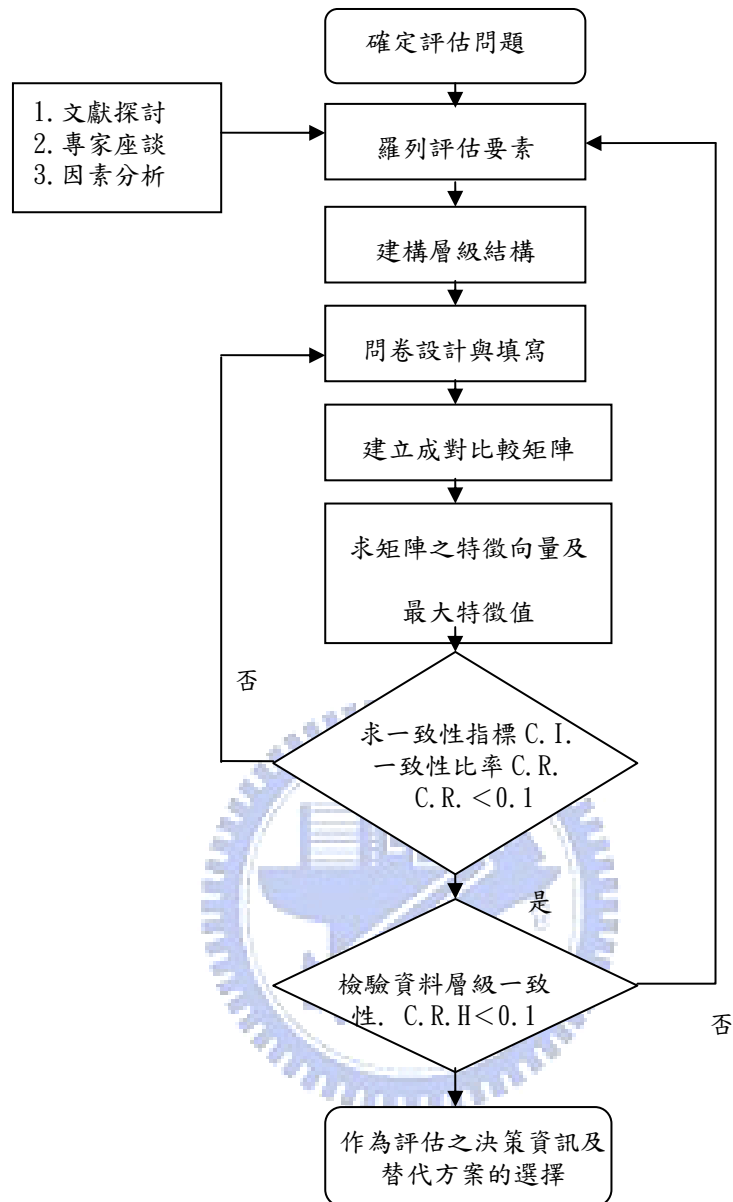 確定評估問題
1. 文獻探討
2. 專家座談
3. 因素分析
羅列評估要素
建構層級結構
問卷設計與填寫
建立成對比較矩陣
求矩陣之特徵向量及
最大特徵值
否
求一致性指標 C.I.
一致性比率 C.R.
C.R.＜0.1
是
檢驗資料層級一致
性. C.R.H＜0.1
否
作為評估之決策資訊及
替代方案的選擇